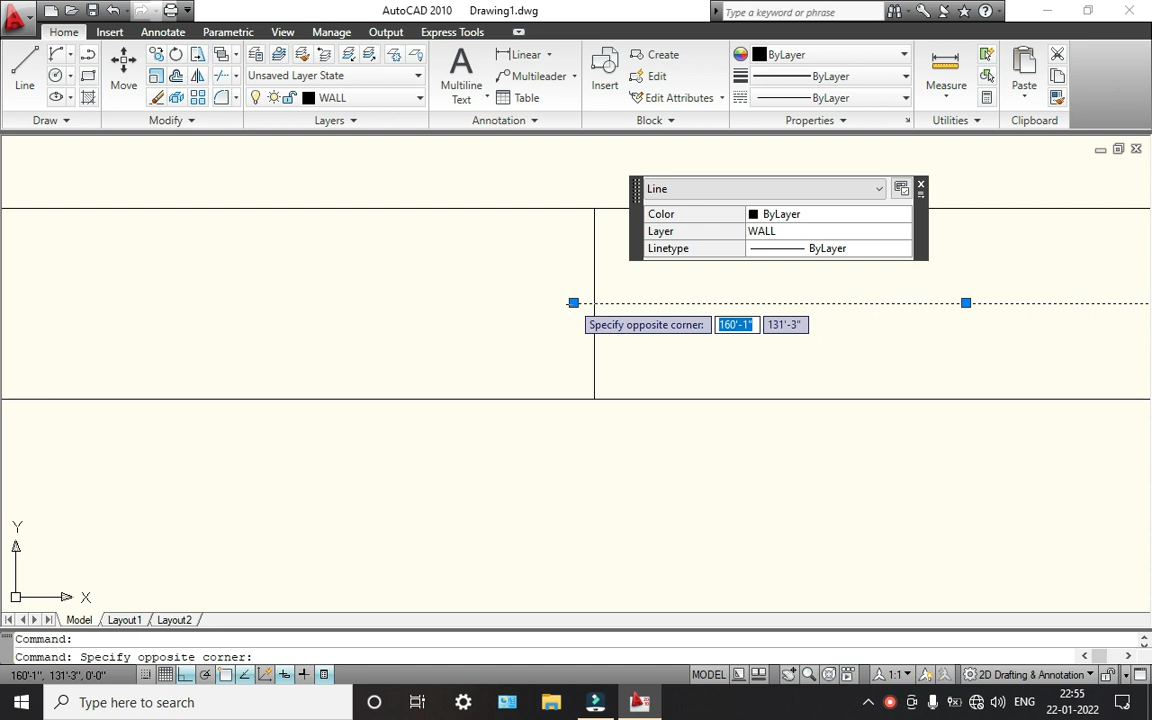 AutoCAD 2010 Drawing1.dwg
Type a keyword or phrase
Home Insert Annotate Parametric View Manage Output Express Tools
Line
Move
Unsaved Layer State
WALL
Multiline
Text
Linear
Multileader
Table
Insert
Create
Edit
Edit Attributes
ByLayer
ByLayer
ByLayer
Measure
Paste
Draw Modify Layers Annotation Block Properties Utilities Clipboard
Line
Color ByLayer
Layer WALL
Linetype ByLayer
Specify opposite corner: 160'-1" 131'-3"
Y
X
Model Layout1 Layout2
Command:
Command: Specify opposite corner:
160'-1", 131'-3", 0'-0" MODEL 1:1 2D Drafting & Annotation
Type here to search
ENG
22:55
22-01-2022